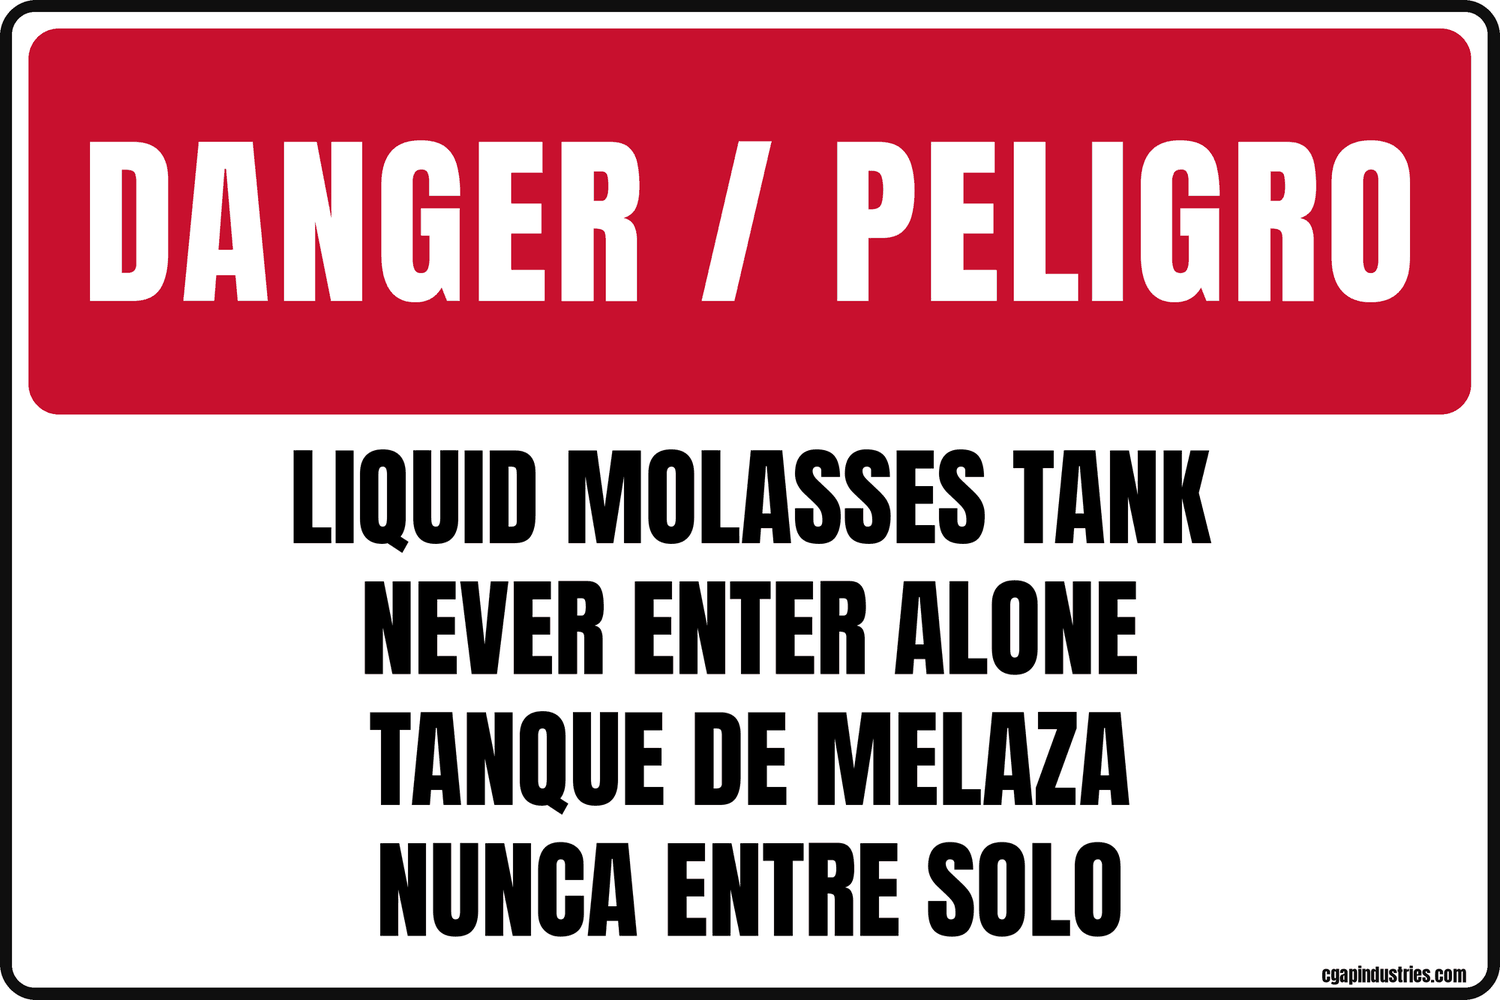 DANGER / PELIGRO
LIQUID MOLASSES TANK
NEVER ENTER ALONE
TANQUE DE MELAZA
NUNCA ENTRE SOLO
cgapindustries.com